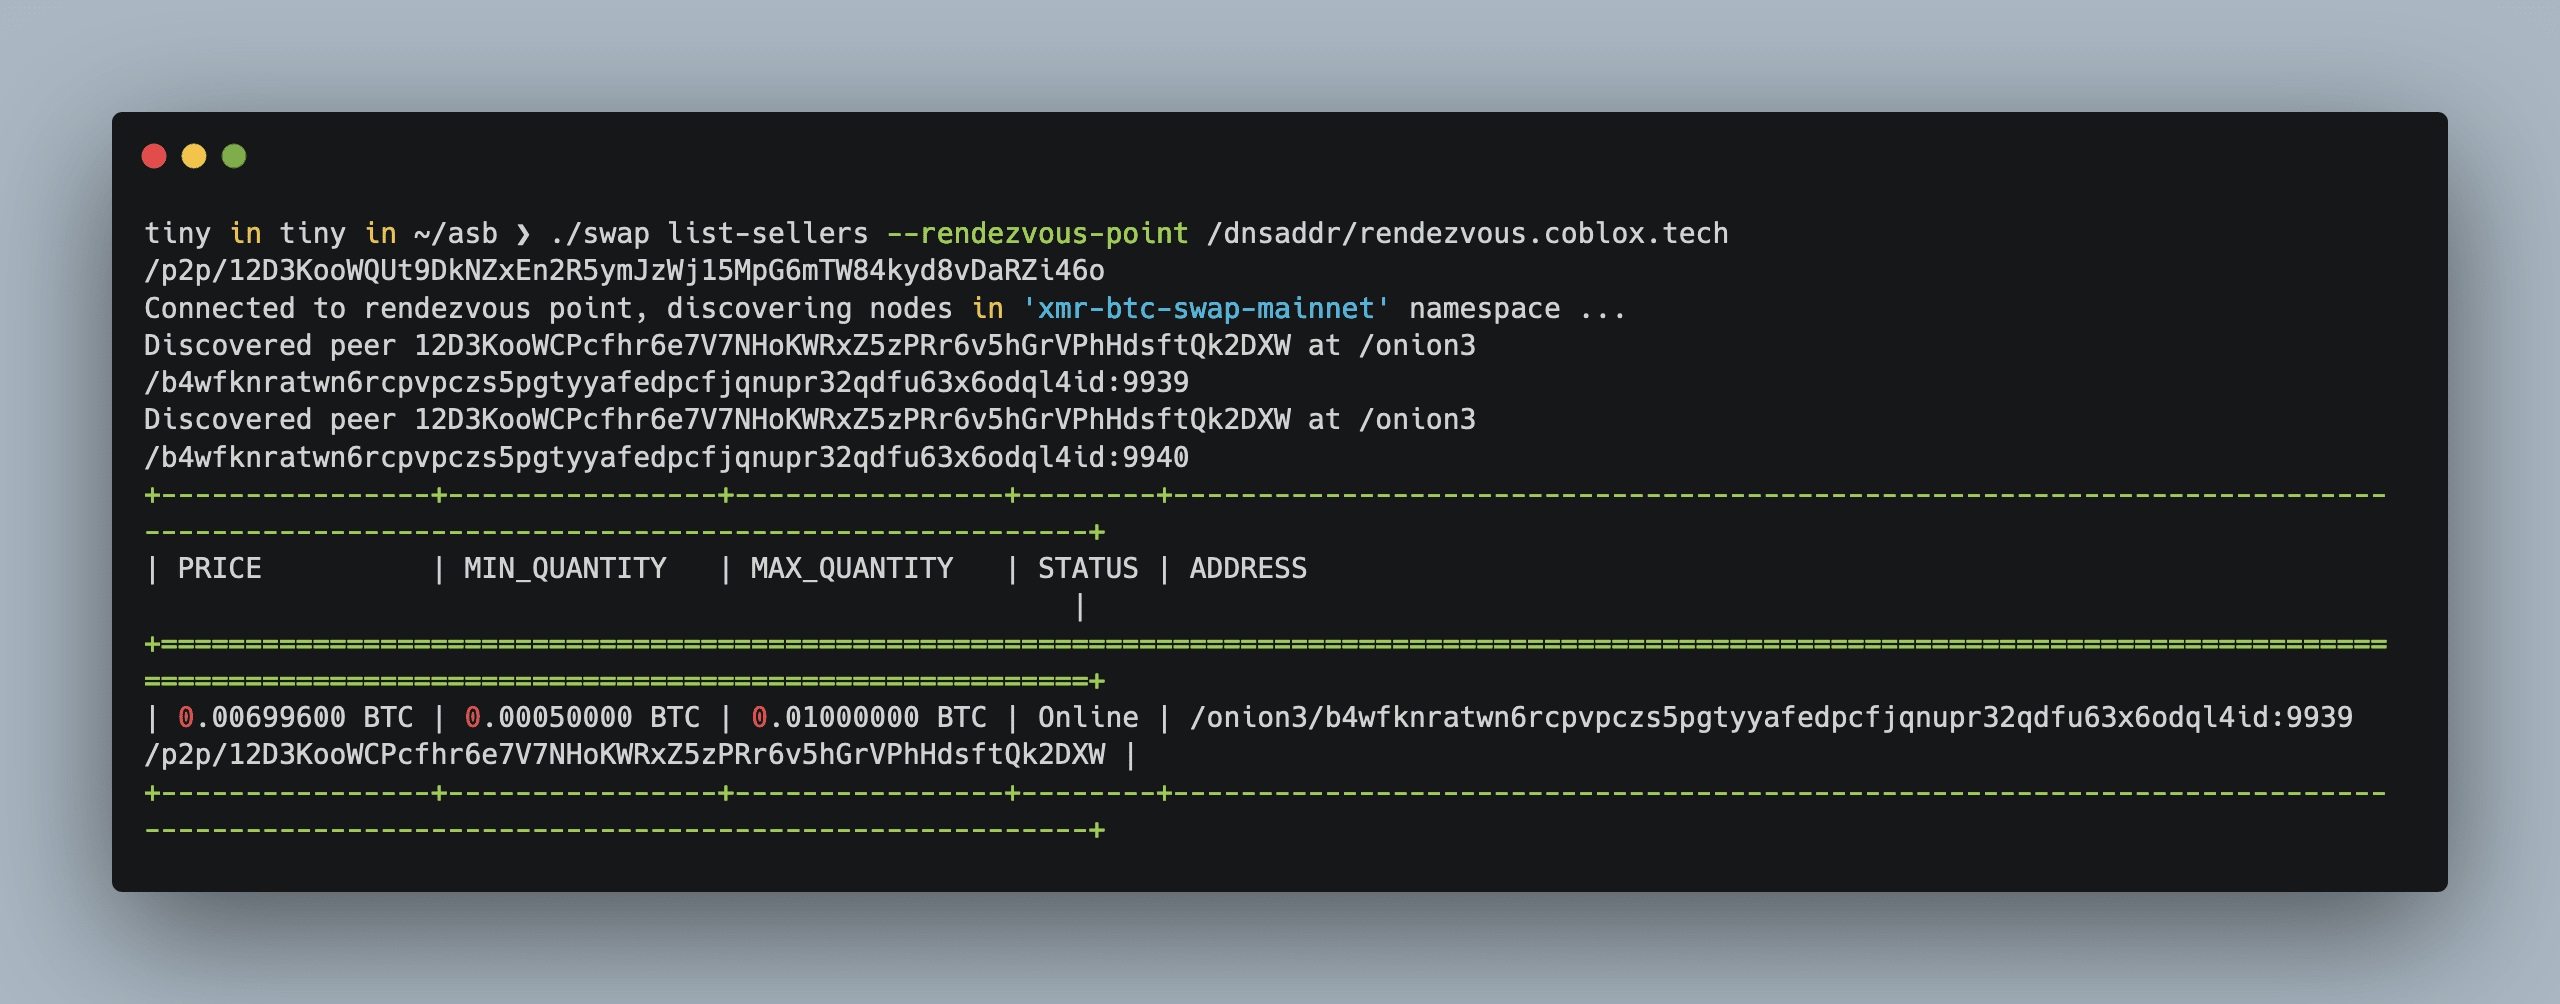 tiny in tiny in ~/asb ❯ ./swap list-sellers --rendezvous-point /dnsaddr/rendezvous.coblox.tech
/p2p/12D3KooWQUt9DkNZxEn2R5ymJzWj15MpG6mTW84kyd8vDaRZi46o
Connected to rendezvous point, discovering nodes in 'xmr-btc-swap-mainnet' namespace ...
Discovered peer 12D3KooWCPcfhr6e7V7NHoKWRxZ5zPRr6v5hGrVPhHdsftQk2DXW at /onion3
/b4wfknratwn6rcpvpczs5pgtyyafedpcfjqnupr32qdfu63x6odql4id:9939
Discovered peer 12D3KooWCPcfhr6e7V7NHoKWRxZ5zPRr6v5hGrVPhHdsftQk2DXW at /onion3
/b4wfknratwn6rcpvpczs5pgtyyafedpcfjqnupr32qdfu63x6odql4id:9940
+----------------+----------------+----------------+--------+------------------------------------------------------------------------
--------------------------------------------------------+
| PRICE          | MIN_QUANTITY   | MAX_QUANTITY   | STATUS | ADDRESS
                                                       |
+====================================================================================================================================
========================================================+
| 0.00699600 BTC | 0.00050000 BTC | 0.01000000 BTC | Online | /onion3/b4wfknratwn6rcpvpczs5pgtyyafedpcfjqnupr32qdfu63x6odql4id:9939
/p2p/12D3KooWCPcfhr6e7V7NHoKWRxZ5zPRr6v5hGrVPhHdsftQk2DXW |
+----------------+----------------+----------------+--------+------------------------------------------------------------------------
--------------------------------------------------------+